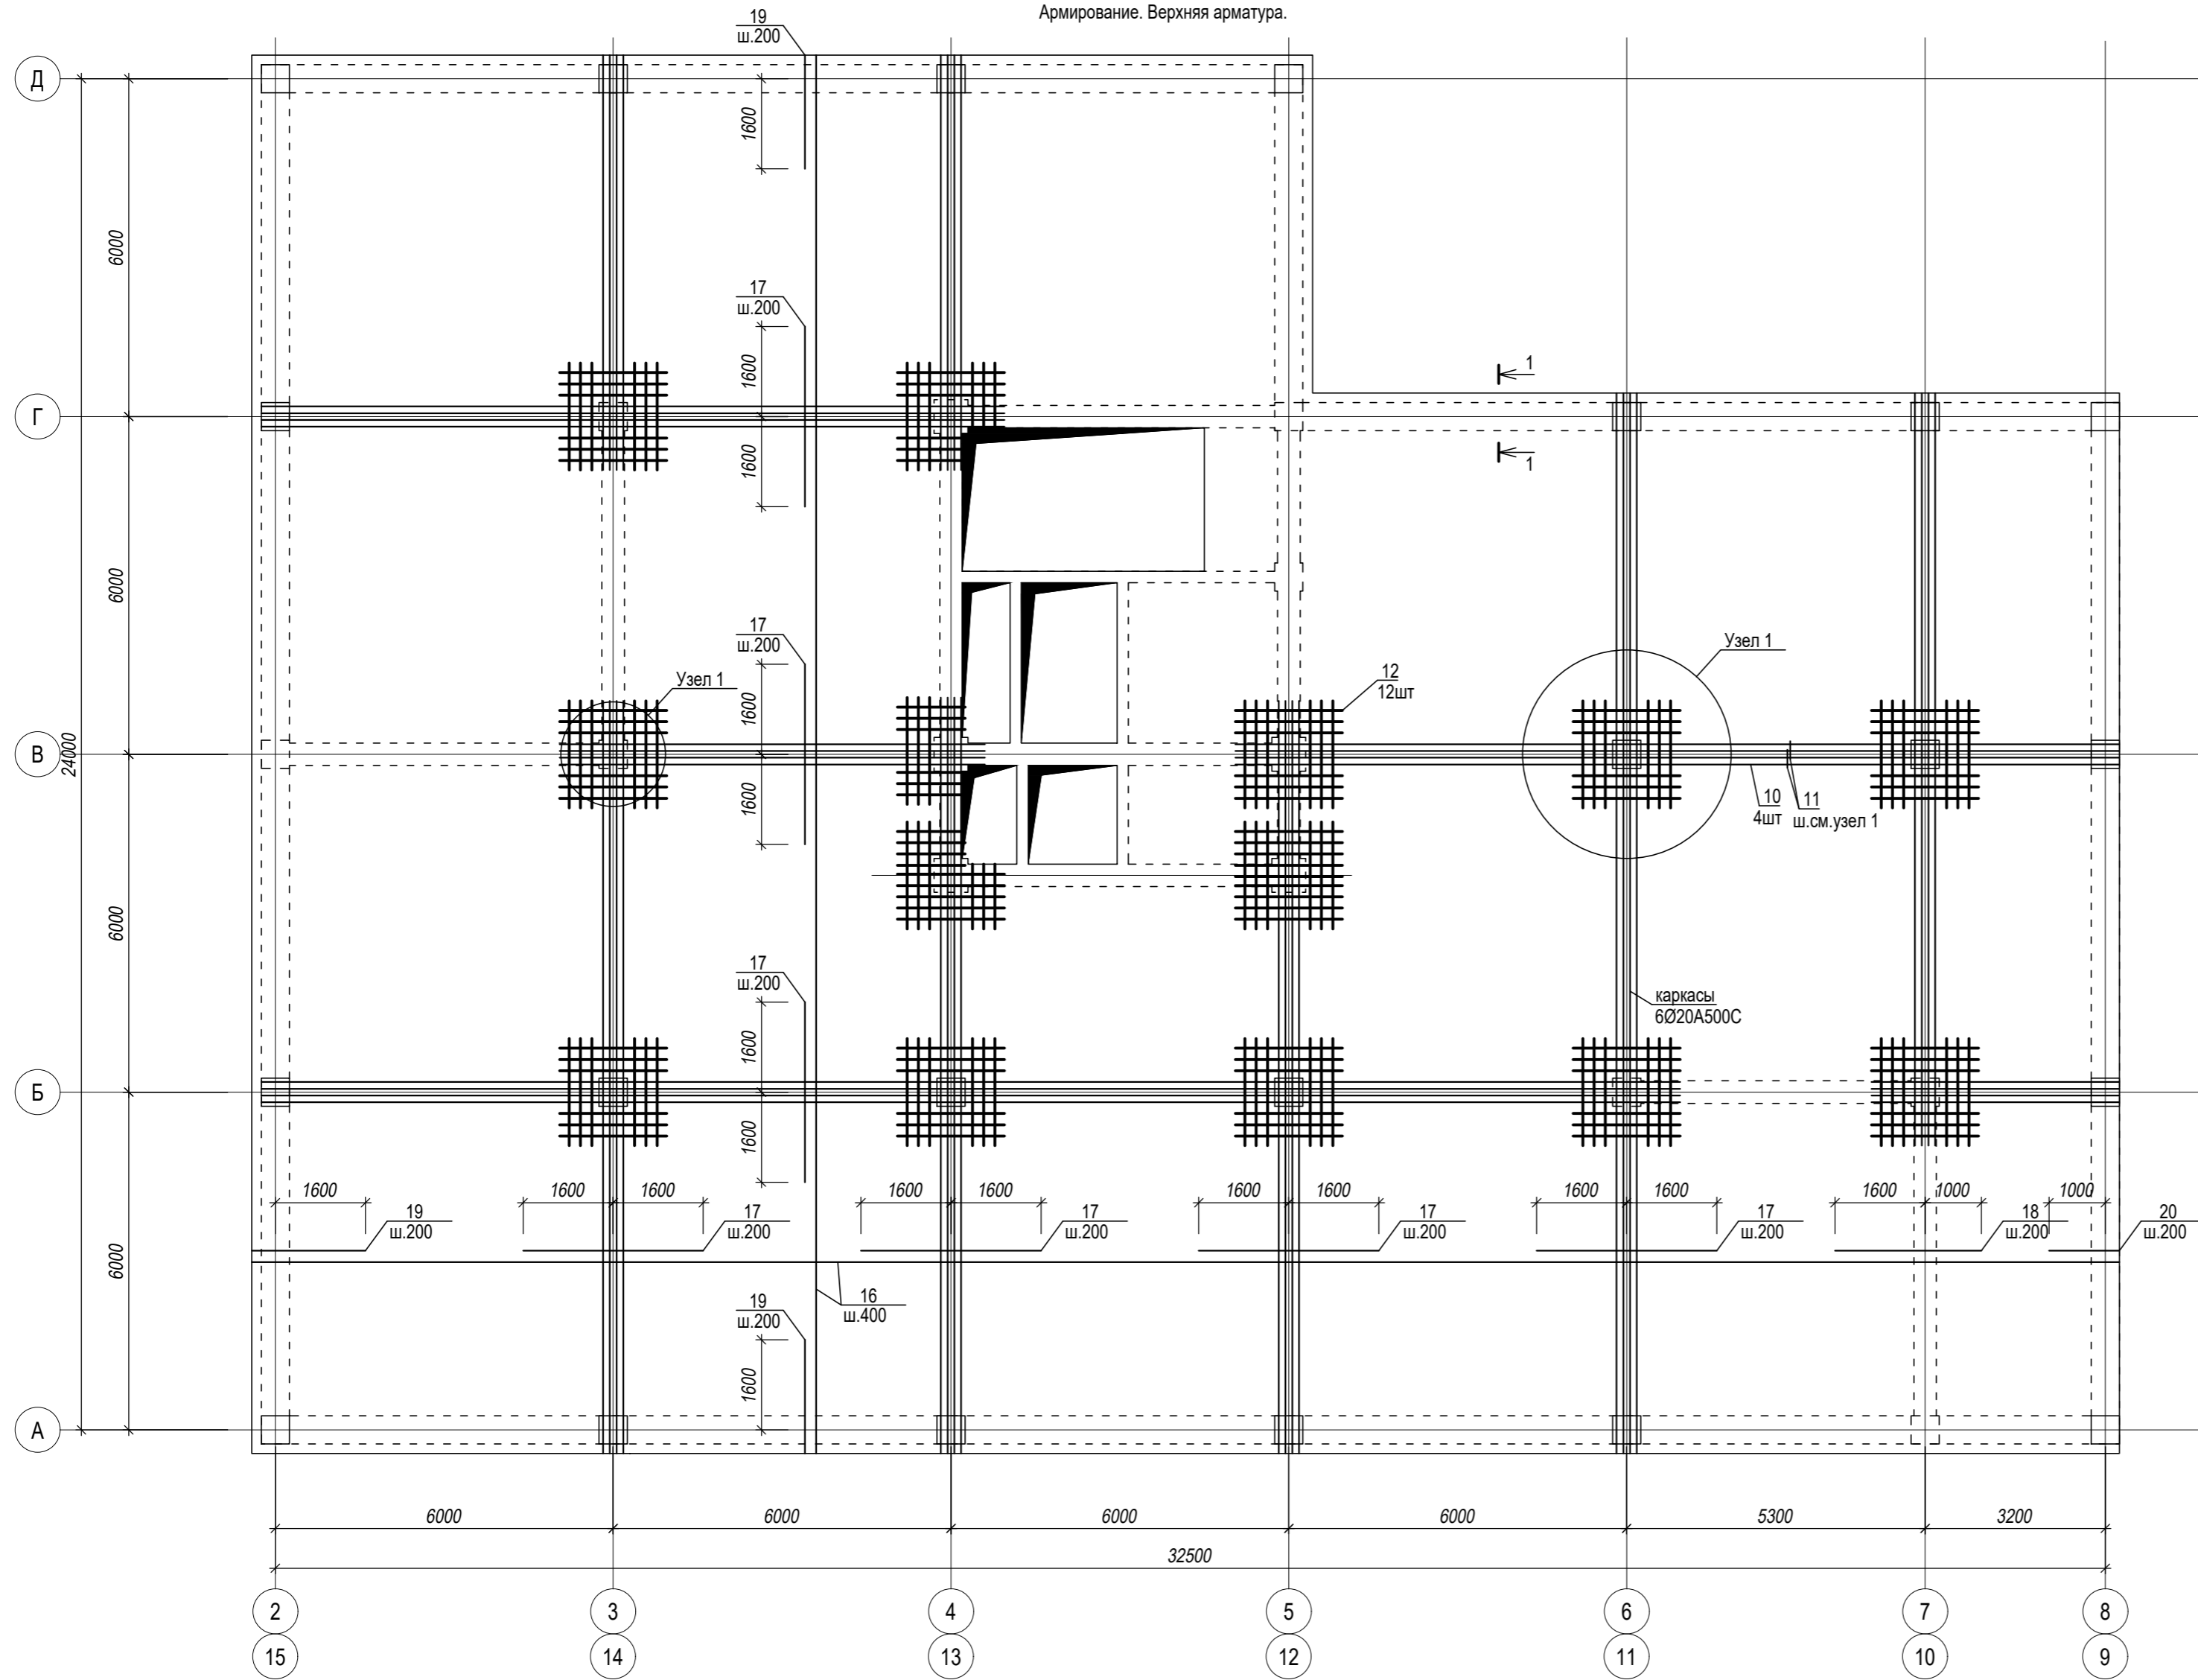 Армирование. Верхняя арматура.
19
ш.200
Д
1600
6000
17
ш.200
1600
1
Г
1600
1
6000
17
ш.200
Узел 1
Узел 1
12
12шт
1600
В
24000
1600
10
4шт
11
ш.см.узел 1
6000
17
ш.200
каркасы
6Ø20А500С
1600
Б
1600
1600
1600
1600
1600
1600
1600
1600
1600
1600
1600
1000
1000
19
ш.200
17
ш.200
17
ш.200
17
ш.200
17
ш.200
18
ш.200
20
ш.200
6000
16
ш.400
19
ш.200
1600
А
6000
6000
6000
6000
5300
3200
32500
2
3
4
5
6
7
8
15
14
13
12
11
10
9